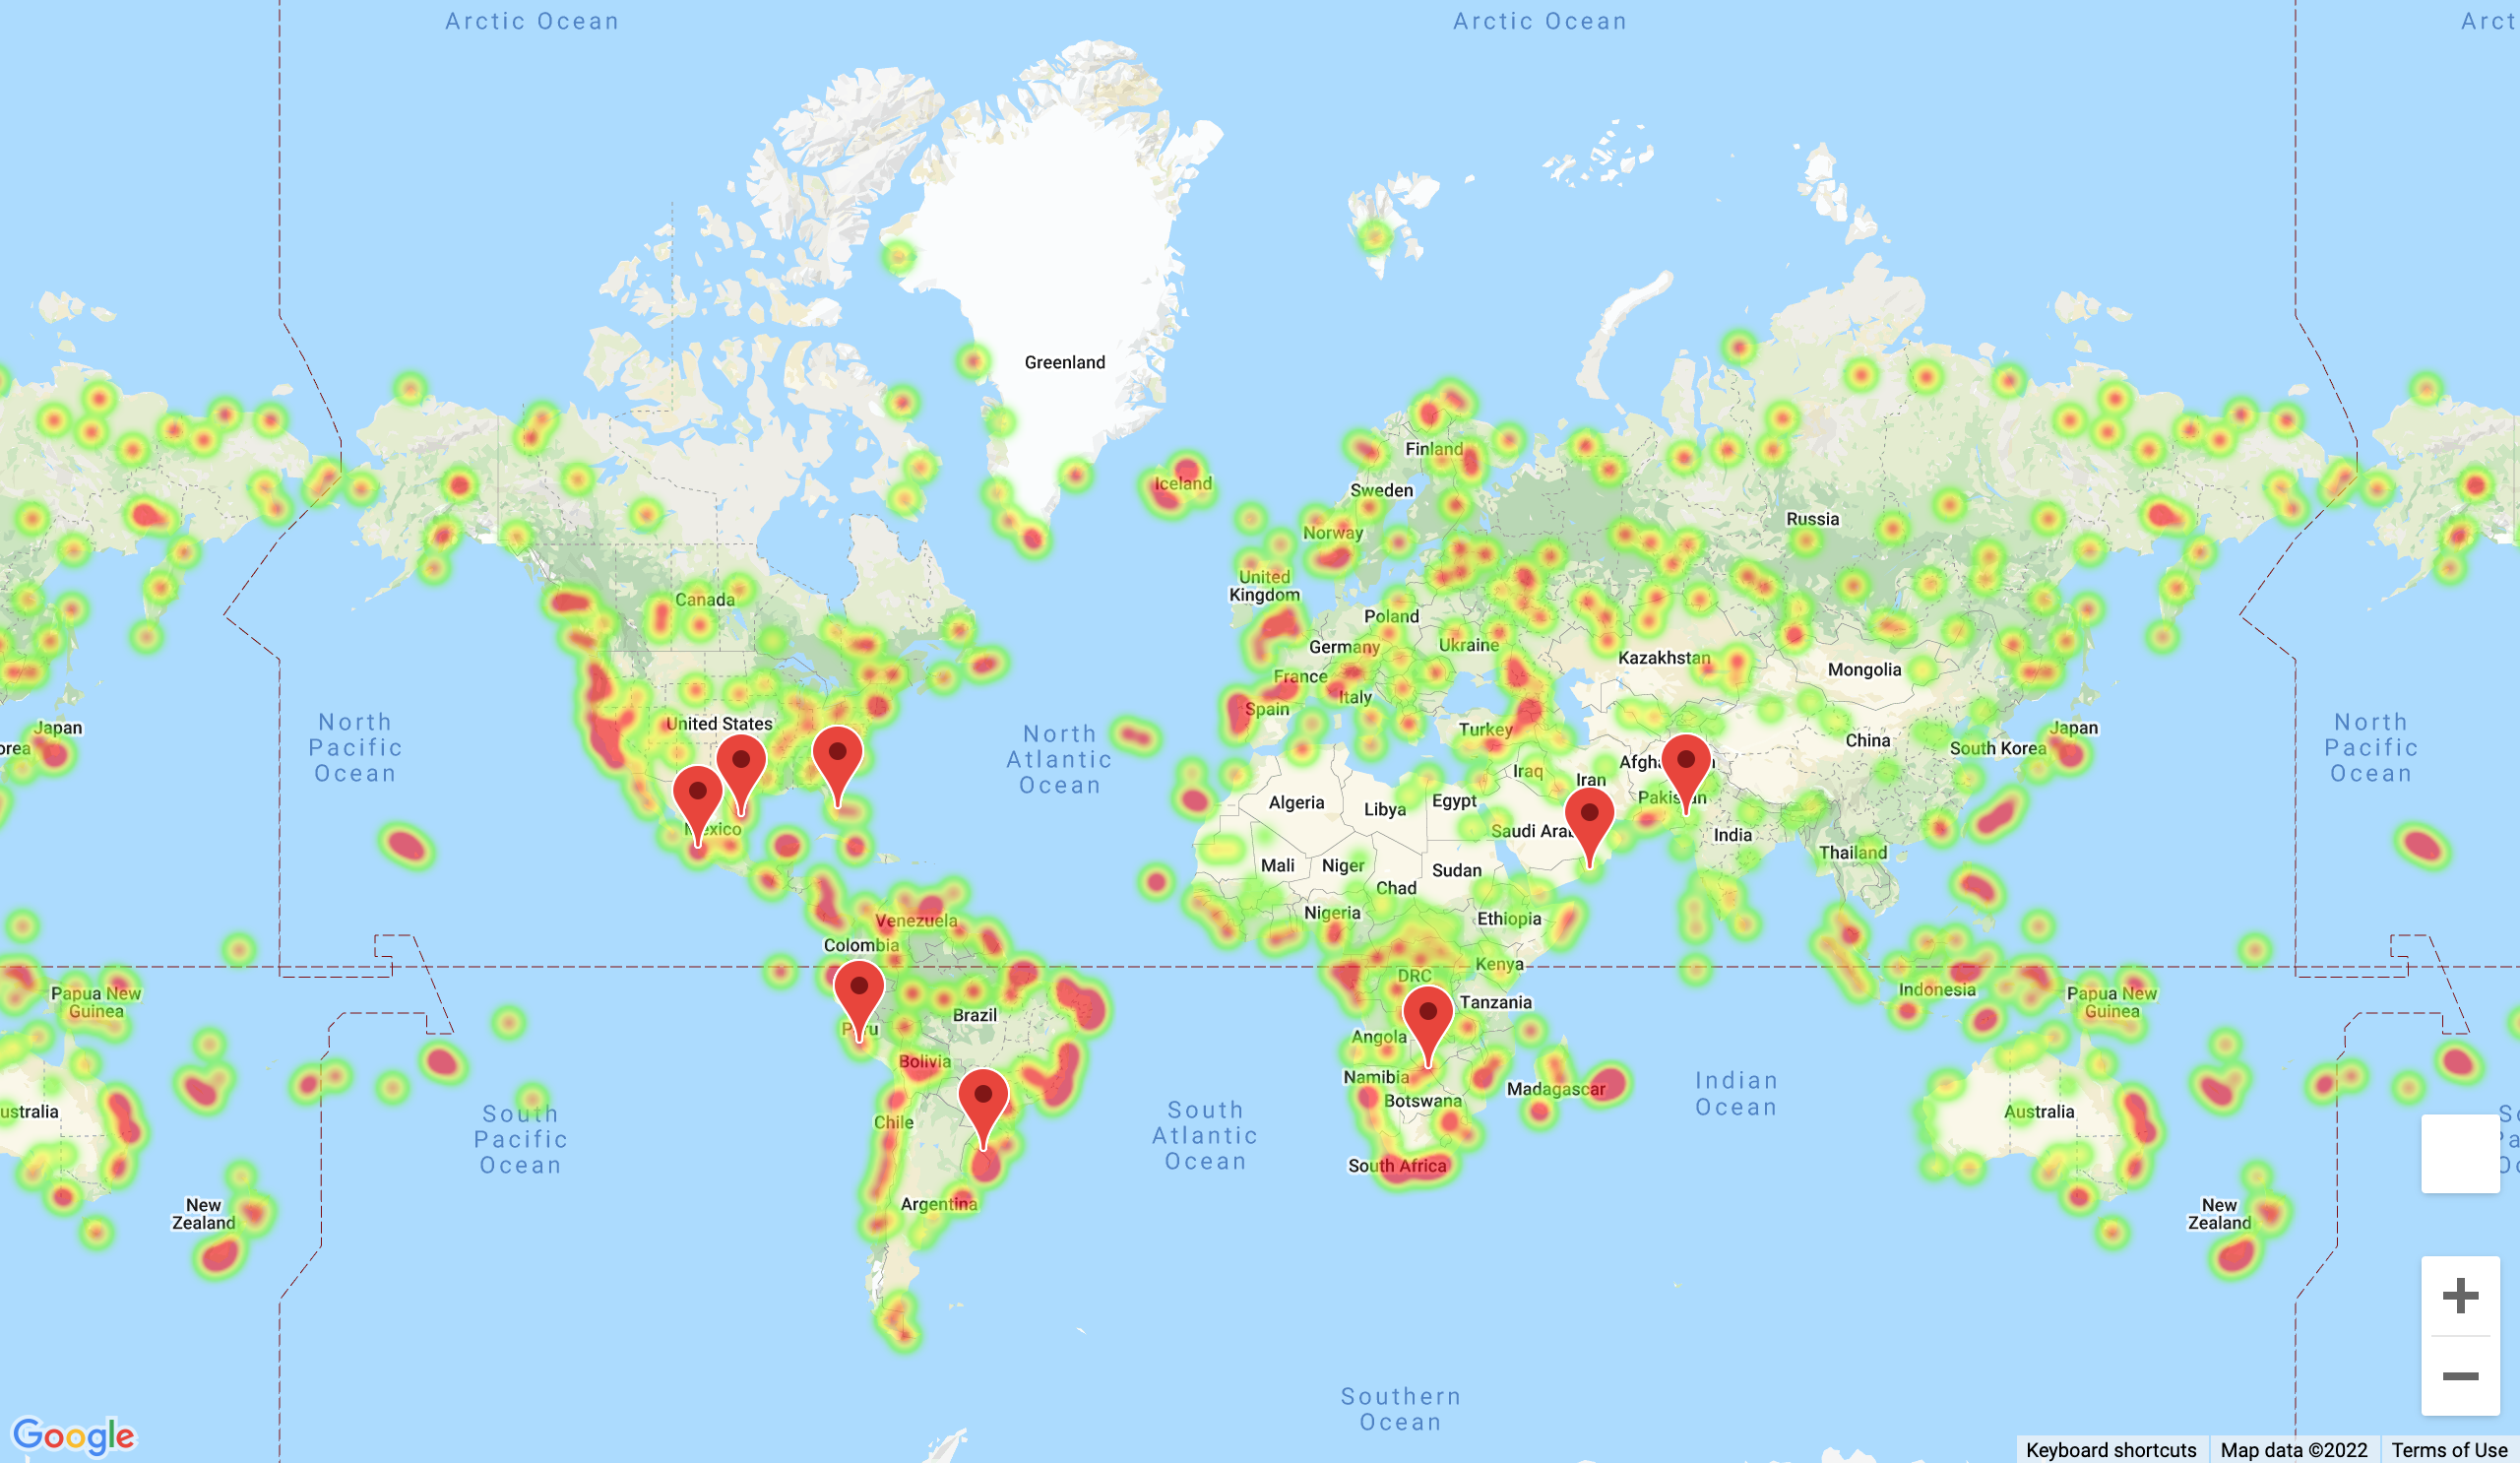 Arctic Ocean
Arctic Ocean
Arct
Greenland
Finland
Iceland
Sweden
Russia
Norway
United
Kingdom
Canada
Poland
Germany
Ukraine
Kazakhstan
Mongolia
France
Italy
Spain
United States
North
Pacific
Ocean
North
Atlantic
Ocean
North
Pacific
Ocean
Japan
Turkey
Japan
China
orea
South Korea
Iraq
Iran
Afgh
n
Algeria
Libya
Egypt
Pakis
n
Saudi Ara
India
Mexico
Mali
Niger
Sudan
Thailand
Chad
Nigeria
Ethiopia
Venezuela
Colombia
Kenya
DRC
Papua New
Guinea
Indonesia
Papua New
Guinea
Brazil
Tanzania
P
ru
Angola
Bolivia
Namibia
Madagascar
Indian
Ocean
Botswana
ustralia
Australia
South
Pacific
Ocean
Chile
South
Atlantic
Ocean
So
Pa
Oc
South Africa
Argentina
New
Zealand
New
Zealand
Southern
Ocean
Google
Keyboard shortcuts
Map data ©2022
Terms of Use